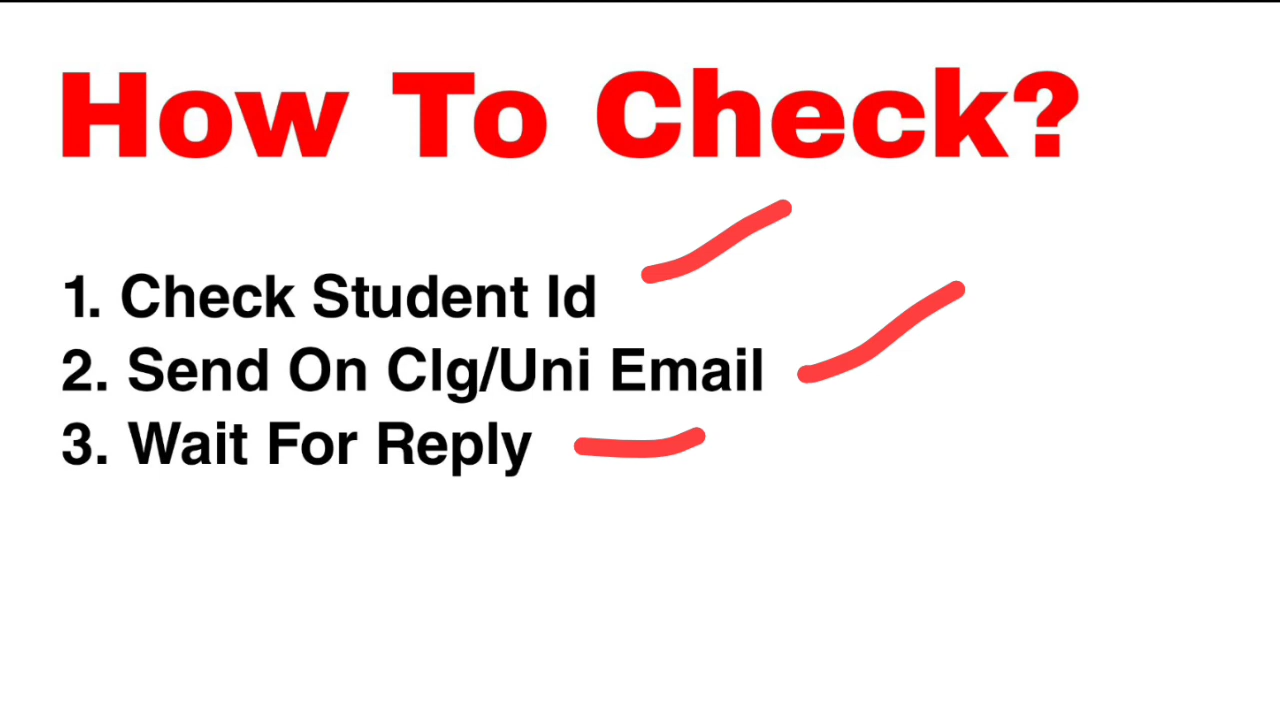 How To Check?
1. Check Student Id
2. Send On Clg/Uni Email
3. Wait For Reply